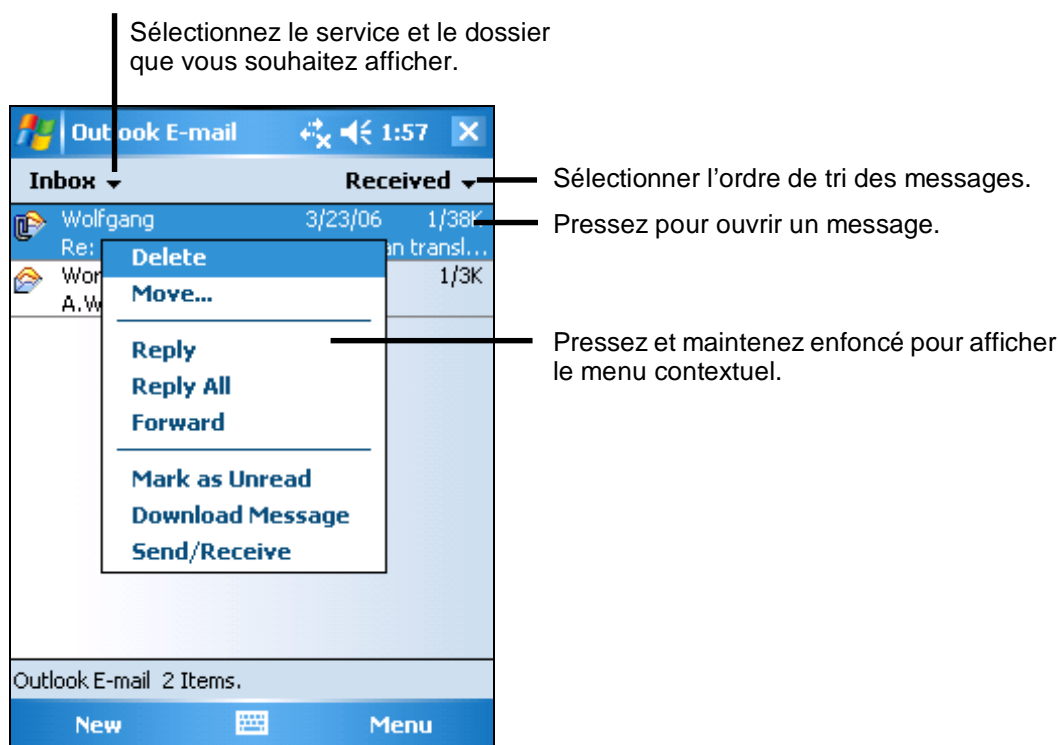 Sélectionnez le service et le dossier
que vous souhaitez afficher.
Outlook E-mail 1:57
Inbox Received
Sélectionner l’ordre de tri des messages.
Wolfgang 3/23/06 1/38K
Pressez pour ouvrir un message.
Re: an transl...
Delete
Wor 1/3K
Move...
A.W
Pressez et maintenez enfoncé pour afficher
le menu contextuel.
Reply
Reply All
Forward
Mark as Unread
Download Message
Send/Receive
Outlook E-mail 2 Items.
New Menu